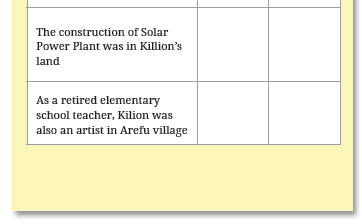 The construction of Solar
Power Plant was in Killion's
land
As a retired elementary
school teacher, Kilion was
also an artist in Arefu village